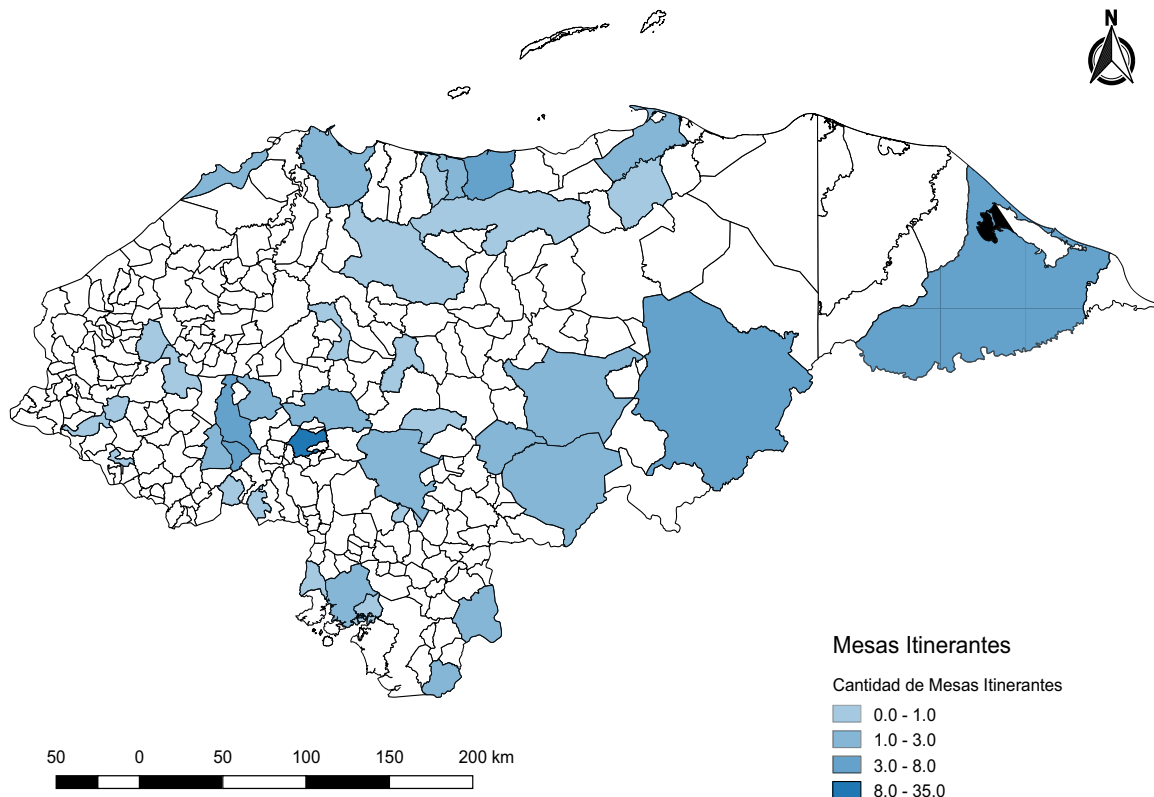 N
Mesas Itinerantes
Cantidad de Mesas Itinerantes
0.0 - 1.0
1.0 - 3.0
3.0 - 8.0
8.0 - 35.0
50 0 50 100 150 200 km